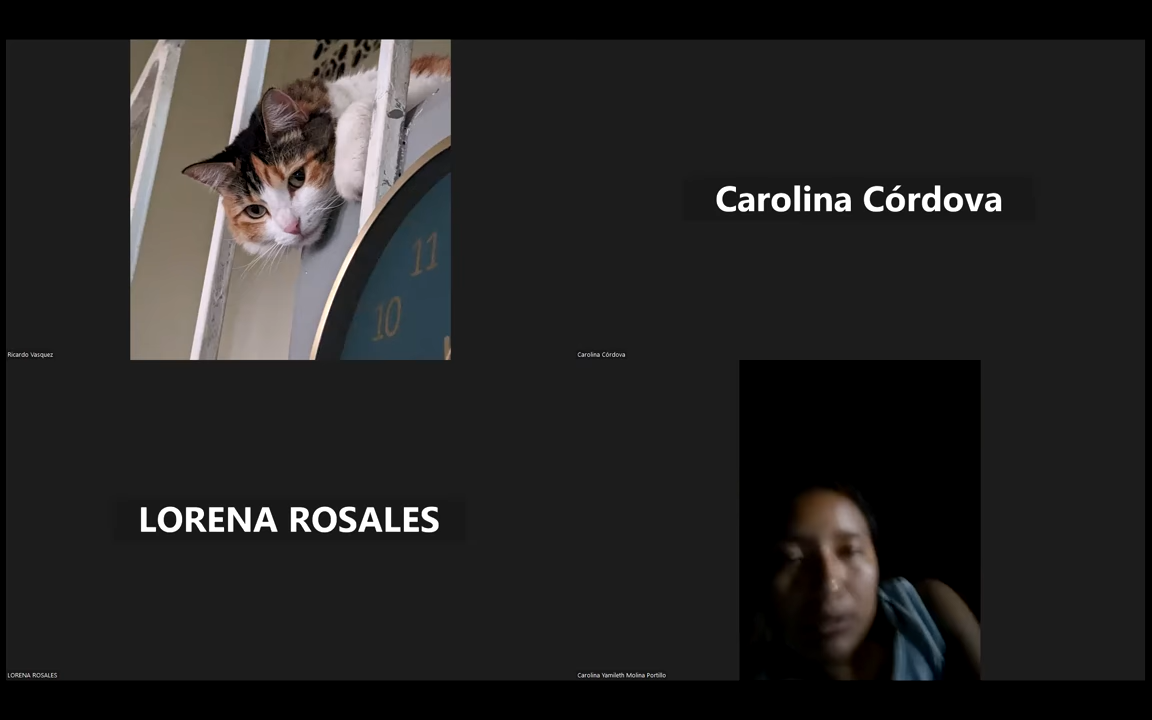 11
10
Ricardo Vasquez
Carolina Córdova
Carolina Córdova
LORENA ROSALES
LORENA ROSALES
Carolina Yamileth Molina Portillo